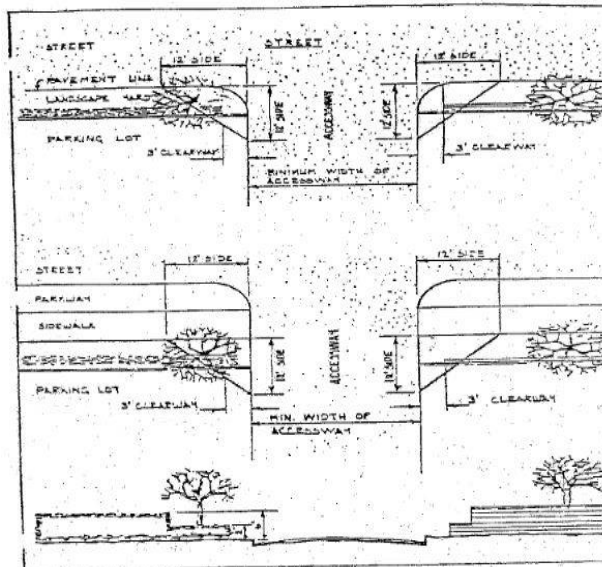 STREET
STREET
12' SIDE
12' SIDE
PAVEMENT LINE
LANDSCAPE
12' SIDE
ACCESSWAY
12' SIDE
PARKING LOT
3' CLEARWAY
3' CLEARWAY
MINIMUM WIDTH OF
ACCESSWAY
12' SIDE
12' SIDE
STREET
PARKWAY
SIDEWALK
12' SIDE
ACCESSWAY
12' SIDE
PARKING LOT
3' CLEARWAY
3' CLEARWAY
MIN. WIDTH OF
ACCESSWAY